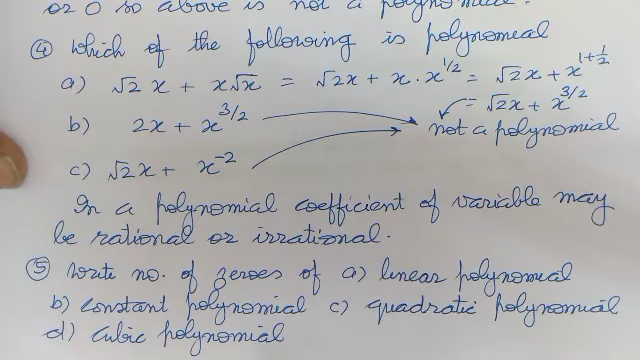 or 0 so above is not a polynomial.
④ Which of the following is polynomial
a) √2 x + x√x = √2x + x · x^1/2 = √2x + x^1+1/2
= √2x + x^3/2
b) 2x + x^3/2
not a polynomial
c) √2x + x^-2
In a polynomial coefficient of variable may
be rational or irrational.
⑤ Write no. of zeroes of a) linear polynomial
b) constant polynomial c) quadratic polynomial
d) cubic polynomial